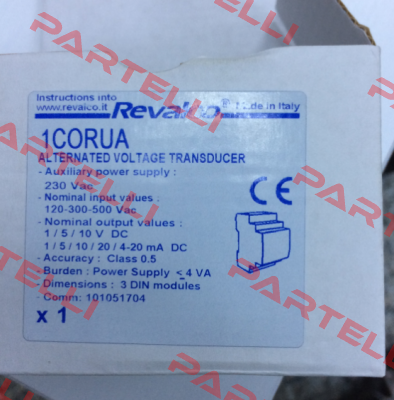 PARTELLI
Instructions into
www.revalco.it
Revalco®
Made in Italy
1CORUA
ALTERNATED VOLTAGE TRANSDUCER
- Auxiliary power supply :
230 Vac
- Nominal input values :
120-300-500 Vac
- Nominal output values :
1 / 5 / 10 V DC
1 / 5 / 10 / 20 / 4-20 mA DC
- Accuracy : Class 0.5
- Burden : Power Supply ≤ 4 VA
- Dimensions : 3 DIN modules
- Comm: 101051704
x 1
CE
PARTELLI
PARTELLI